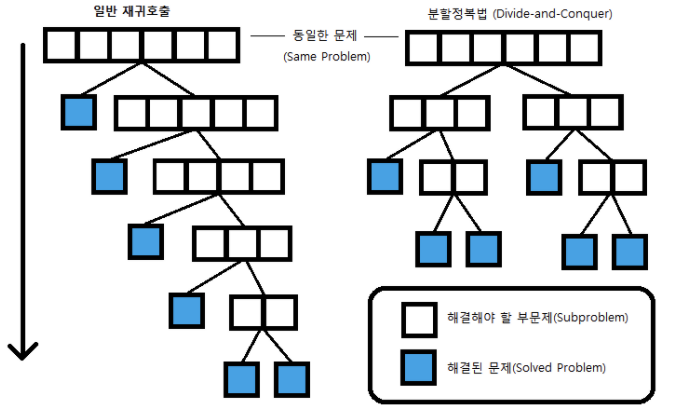 일반 재귀호출
분할정복법 (Divide-and-Conquer)
동일한 문제
(Same Problem)
해결해야 할 부문제(Subproblem)
해결된 문제(Solved Problem)